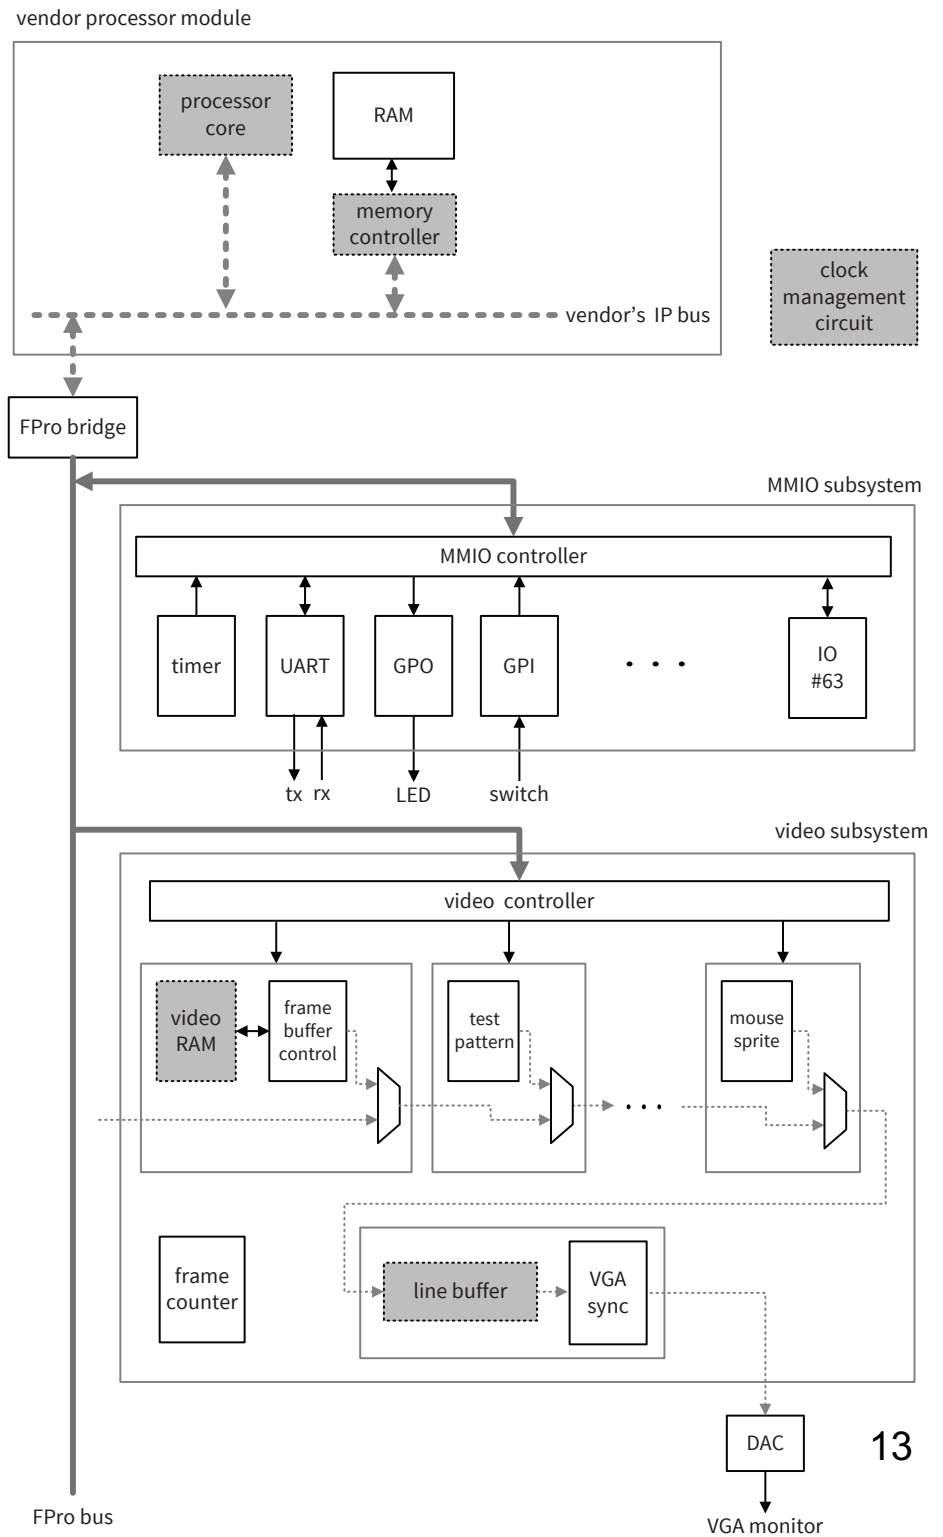 vendor processor module
processor
core
RAM
memory
controller
clock
management
circuit
vendor's IP bus
FPro bridge
MMIO subsystem
MMIO controller
timer
UART
GPO
GPI
. . .
IO
#63
tx rx
LED
switch
video subsystem
video controller
video
RAM
frame
buffer
control
test
pattern
. . .
mouse
sprite
frame
counter
line buffer
VGA
sync
DAC
13
FPro bus
VGA monitor